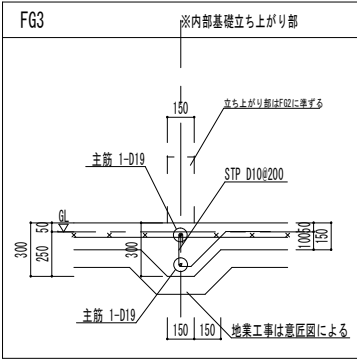 FG3
※内部基礎立ち上がり部
150
立ち上がり部はFG2に準ずる
主筋 1-D19
STP D10@200
GL
50
300
250
300
50
100
150
主筋 1-D19
150
150
地業工事は意匠図による